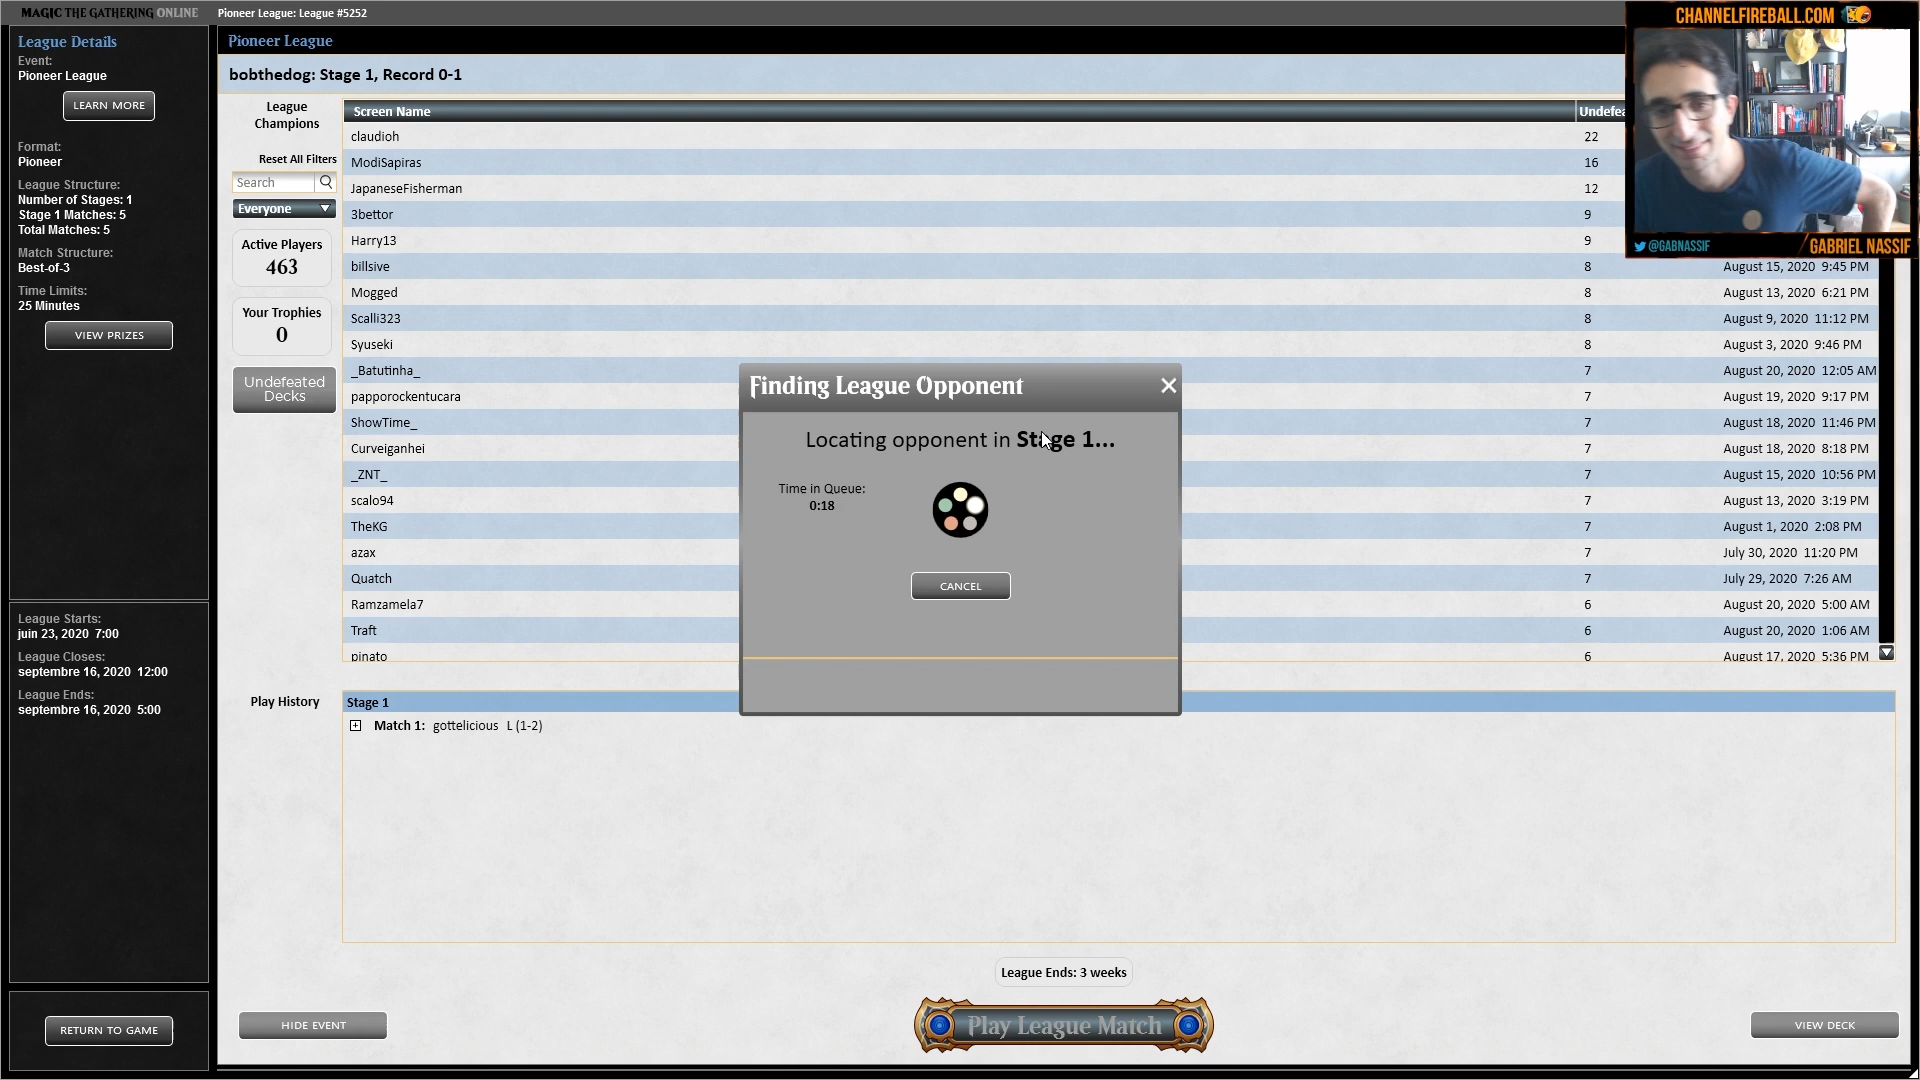 MAGIC THE GATHERING ONLINE
Pioneer League: League #5252
League Details
Event:
Pioneer League
LEARN MORE
Format:
Pioneer
League Structure:
Number of Stages: 1
Stage 1 Matches: 5
Total Matches: 5
Match Structure:
Best-of-3
Time Limits:
25 Minutes
VIEW PRIZES
League Starts:
juin 23, 2020 7:00
League Closes:
septembre 16, 2020 12:00
League Ends:
septembre 16, 2020 5:00
RETURN TO GAME
Pioneer League
bobthedog: Stage 1, Record 0-1
League
Champions
Reset All Filters
Search
Everyone
Active Players
463
Your Trophies
0
Undefeated
Decks
Screen Name Undefea
claudioh 22
ModiSapiras 16
JapaneseFisherman 12
3bettor 9
Harry13 9
billsive 8 August 15, 2020 9:45 PM
Mogged 8 August 13, 2020 6:21 PM
Scalli323 8 August 9, 2020 11:12 PM
Syuseki 8 August 3, 2020 9:46 PM
_Batutinha_ 7 August 20, 2020 12:05 AM
papporockentucara 7 August 19, 2020 9:17 PM
ShowTime_ 7 August 18, 2020 11:46 PM
Curveiganhei 7 August 18, 2020 8:18 PM
_ZNT_ 7 August 15, 2020 10:56 PM
scalo94 7 August 13, 2020 3:19 PM
TheKG 7 August 1, 2020 2:08 PM
azax 7 July 30, 2020 11:20 PM
Quatch 7 July 29, 2020 7:26 AM
Ramzamela7 6 August 20, 2020 5:00 AM
Traft 6 August 20, 2020 1:06 AM
pinato 6 August 17, 2020 5:36 PM
Finding League Opponent
Locating opponent in Stage 1...
Time in Queue:
0:18
CANCEL
Play History
Stage 1
Match 1: gottelicious L (1-2)
League Ends: 3 weeks
HIDE EVENT
Play League Match
VIEW DECK
CHANNELFIREBALL.COM
@GABNASSIF
GABRIEL NASSIF